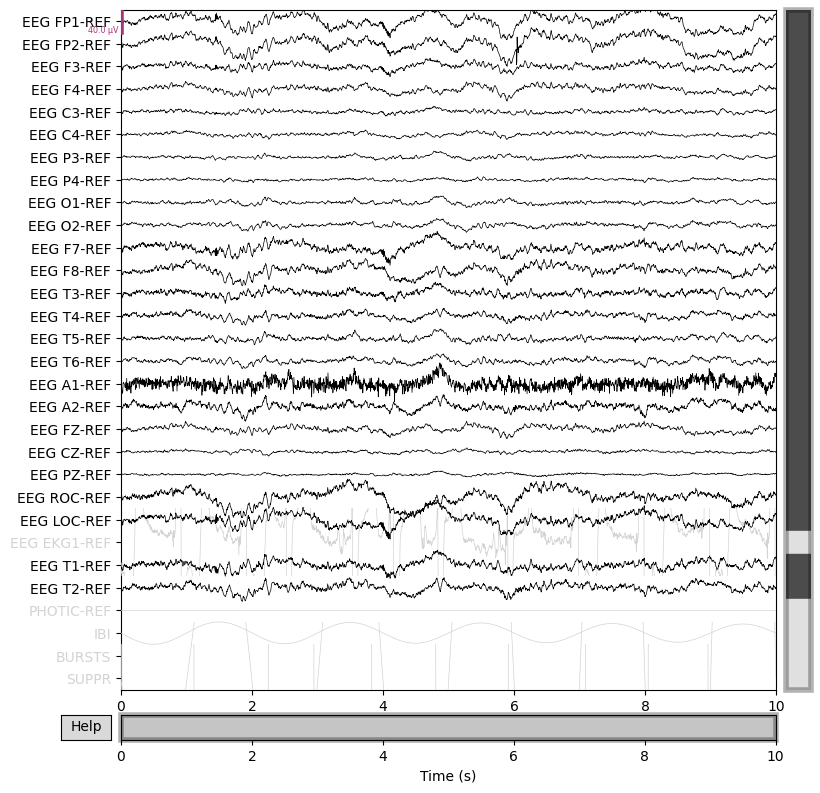 EEG FP1-REF
40.0 µV
EEG FP2-REF
EEG F3-REF
EEG F4-REF
EEG C3-REF
EEG C4-REF
EEG P3-REF
EEG P4-REF
EEG O1-REF
EEG O2-REF
EEG F7-REF
EEG F8-REF
EEG T3-REF
EEG T4-REF
EEG T5-REF
EEG T6-REF
EEG A1-REF
EEG A2-REF
EEG FZ-REF
EEG CZ-REF
EEG PZ-REF
EEG ROC-REF
EEG LOC-REF
EEG EKG1-REF
EEG T1-REF
EEG T2-REF
PHOTIC-REF
IBI
BURSTS
SUPPR
0 2 4 6 8 10
Help
0 2 4 6 8 10
Time (s)